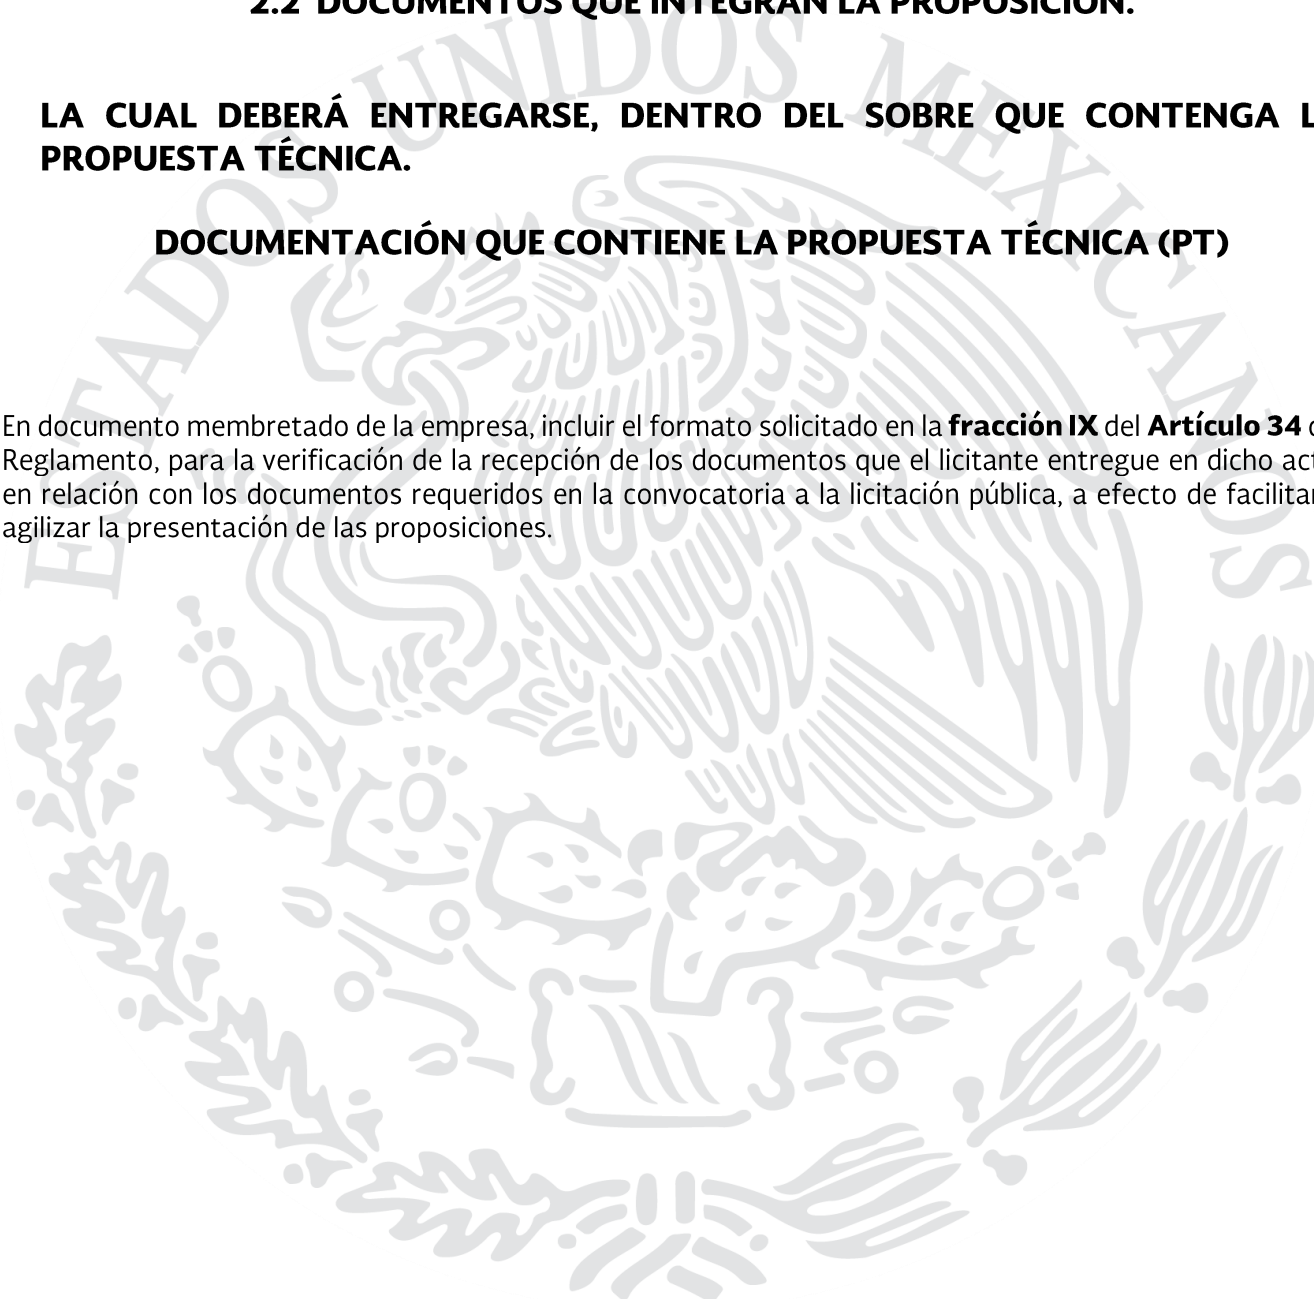 2.2 DOCUMENTOS QUE INTEGRAN LA PROPOSICIÓN.
ESTADOS UNIDOS MEXICANOS
LA CUAL DEBERÁ ENTREGARSE, DENTRO DEL SOBRE QUE CONTENGA L
PROPUESTA TÉCNICA.
DOCUMENTACIÓN QUE CONTIENE LA PROPUESTA TÉCNICA (PT)
En documento membretado de la empresa, incluir el formato solicitado en la fracción IX del Artículo 34
Reglamento, para la verificación de la recepción de los documentos que el licitante entregue en dicho act
en relación con los documentos requeridos en la convocatoria a la licitación pública, a efecto de facilitar
agilizar la presentación de las proposiciones.